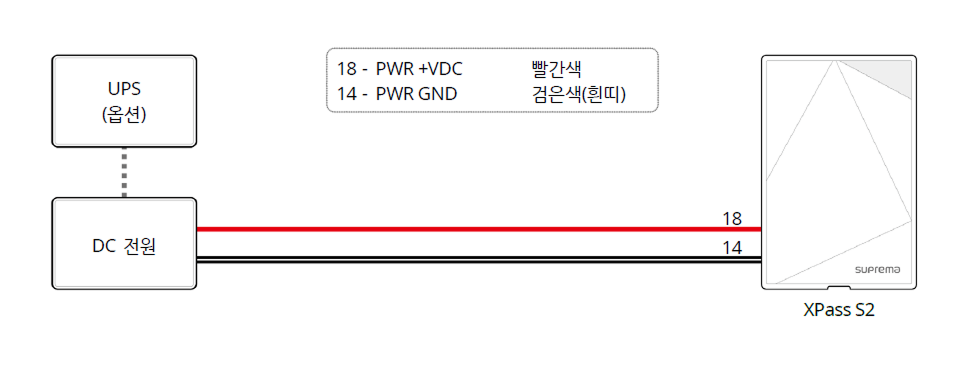 UPS
(옵션)
18 - PWR +VDC 빨간색
14 - PWR GND 검은색(흰띠)
DC 전원
18
14
suprema
XPass S2